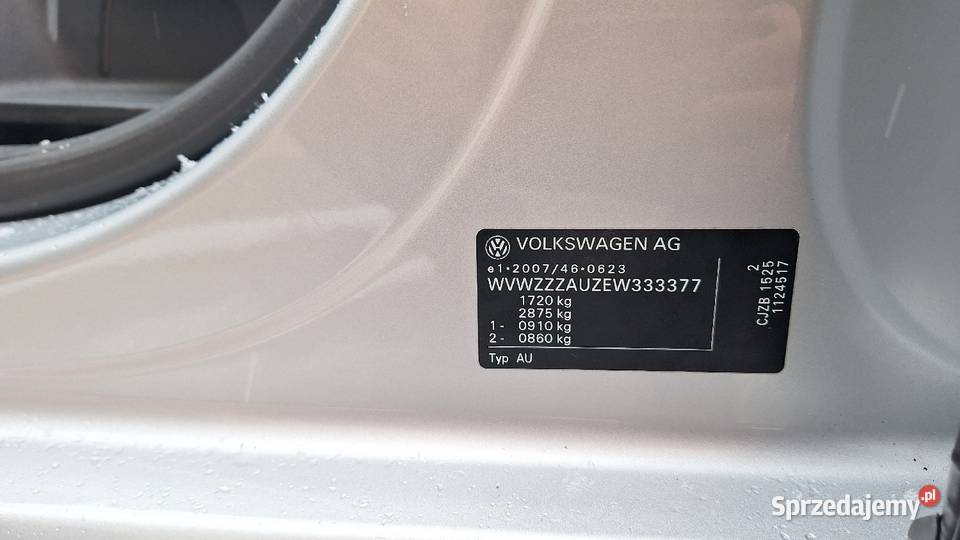 VOLKSWAGEN AG
e1*2007/46*0623
WVWZZZAUZEW333377
1720 kg
2875 kg
1 - 0910 kg
2 - 0860 kg
Typ AU
2
CJZB 1525
1124517
Sprzedajemy.pl